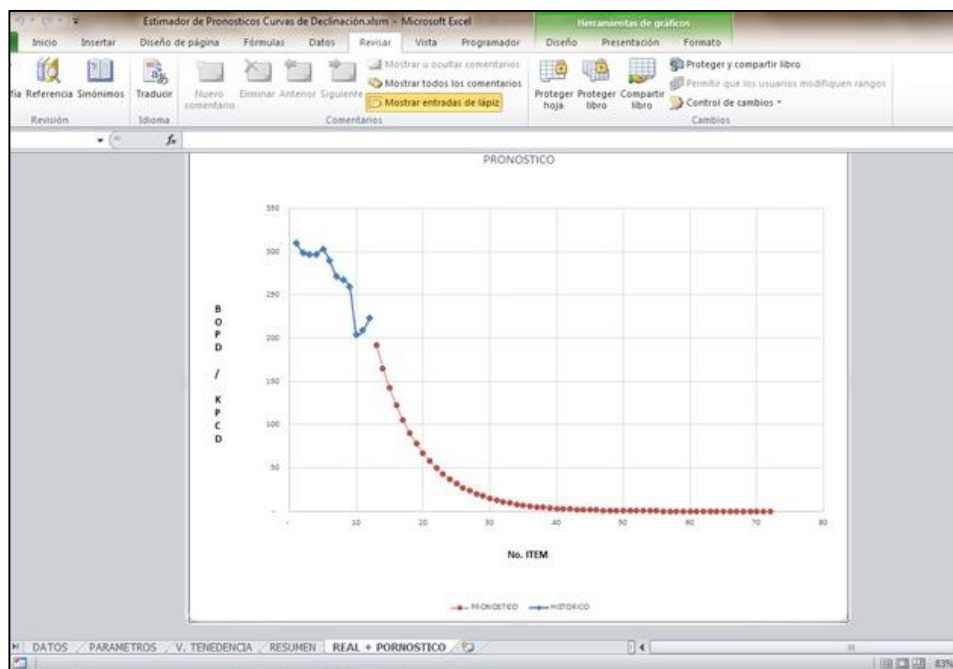 Estimador de Pronosticos Curvas de Declinación.xlsm - Microsoft Excel
Herramientas de gráficos
Inicio Insertar Diseño de página Fórmulas Datos Revisar Vista Programador Diseño Presentación Formato
Referencia Sinónimos
Traducir
Nuevo comentario
Eliminar Anterior Siguiente
Mostrar u ocultar comentarios
Mostrar todos los comentarios
Mostrar entradas de lápiz
Proteger hoja
Proteger libro
Compartir libro
Proteger y compartir libro
Permitir que los usuarios modifiquen rangos
Control de cambios
Revisión Idioma Comentarios Cambios
fx
PRONOSTICO
350
300
250
200
150
100
50
-
BOPD / KPCD
- 10 20 30 40 50 60 70 80
No. ITEM
PRONOSTICO HISTORICO
DATOS PARAMETROS V. TENEDENCIA RESUMEN REAL + PORNOSTICO
83%